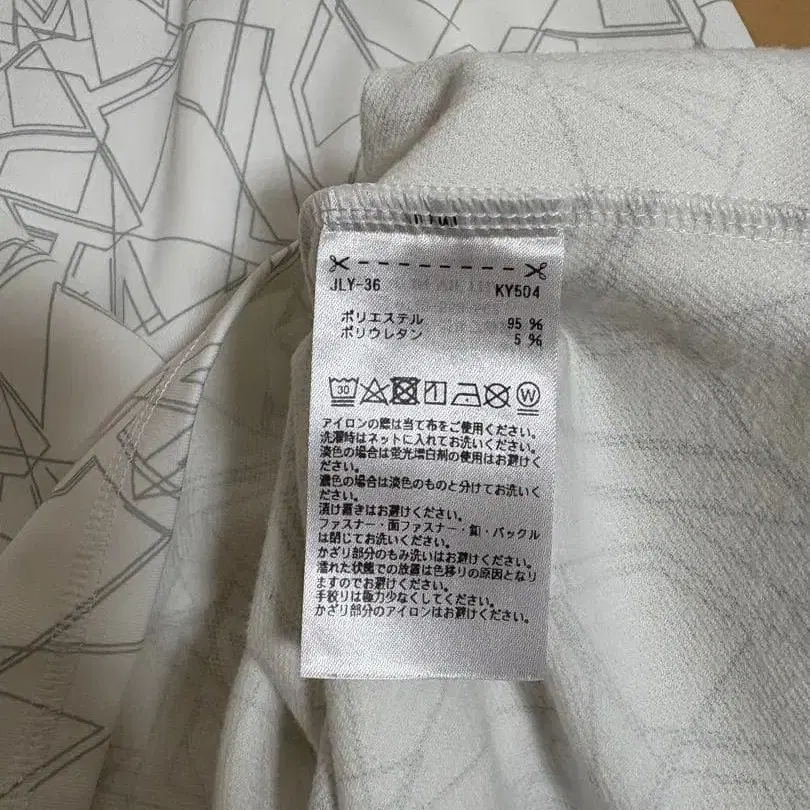 JLY-36 KY504
ポリエステル 95 %
ポリウレタン 5 %
30
W
アイロンの際は当て布をご使用ください。
洗濯時はネットに入れてお洗いください。
淡色の場合は蛍光増白剤の使用はお避けく
ださい。
濃色の場合は淡色のものと分けてお洗いく
ださい。
漬け置きはお避けください。
ファスナー・面ファスナー・釦・バックル
は閉じてお洗いください。
かざり部分のもみ洗いはお避けください。
濡れた状態での放置は色移りの原因となり
ますのでお避けください。
手絞りは極力少なくしてください。
かざり部分のアイロンはお避けください。